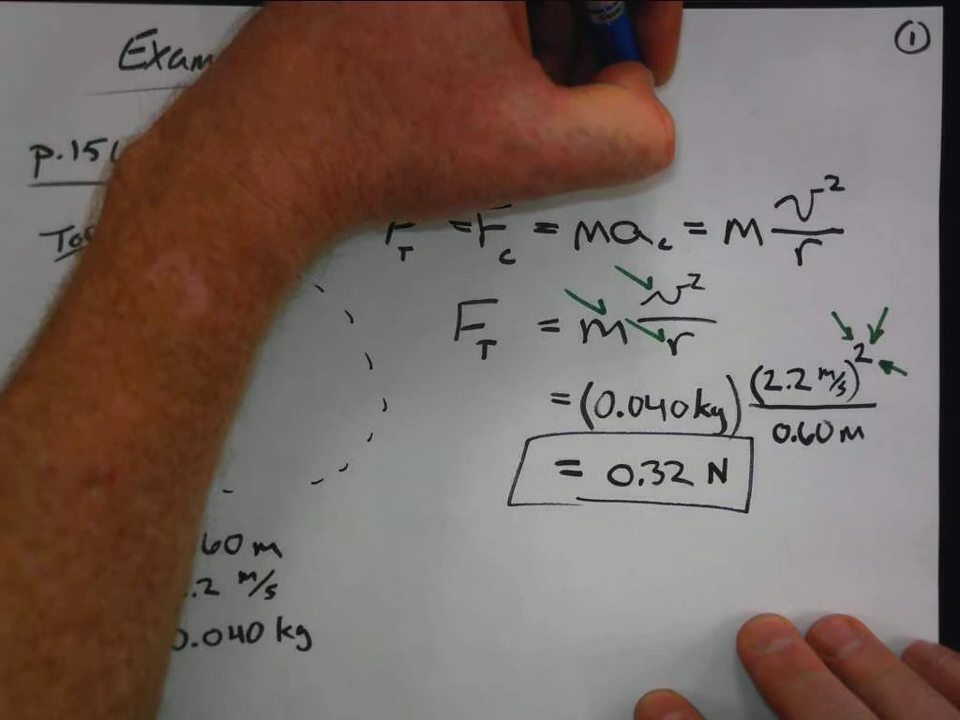 ①
Exam
p.15
F_T = F_c = ma_c = m v²/r
F_T = m v²/r
= (0.040 kg) (2.2 m/s)²/0.60 m
= 0.32 N
.60 m
.2 m/s
0.040 kg